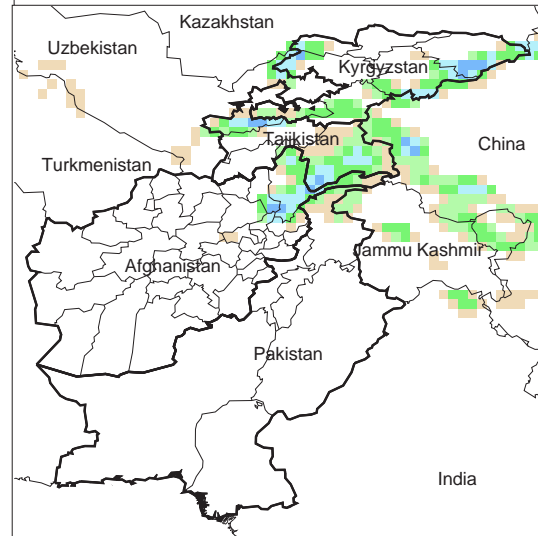 Kazakhstan
Uzbekistan
Kyrgyzstan
Tajikistan
China
Turkmenistan
Jammu Kashmir
Afghanistan
Pakistan
India